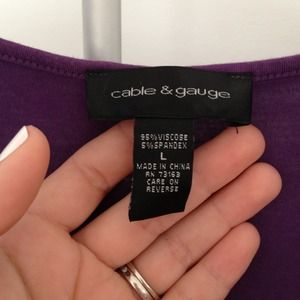 cable & gauge
95% VISCOSE
5% SPANDEX
L
MADE IN CHINA
RN 73163
CARE ON
REVERSE